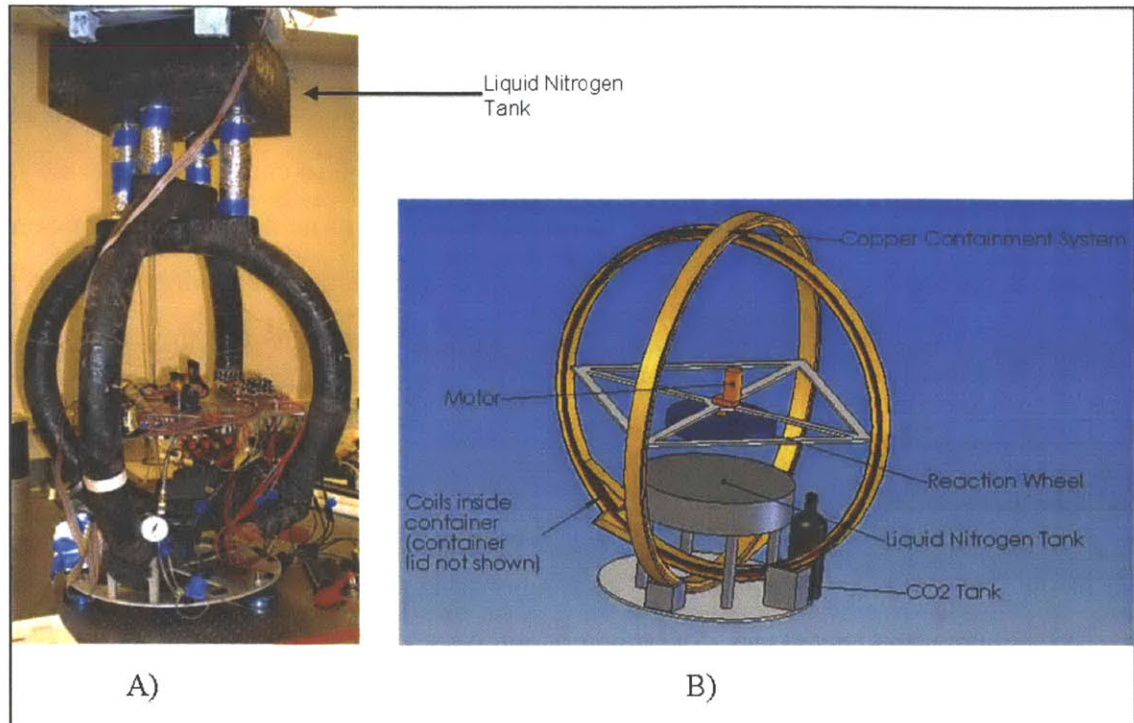 Liquid Nitrogen
Tank
Copper Containment System
Motor
Reaction Wheel
Coils inside
container
(container
lid not shown)
Liquid Nitrogen Tank
CO2 Tank
A)
B)